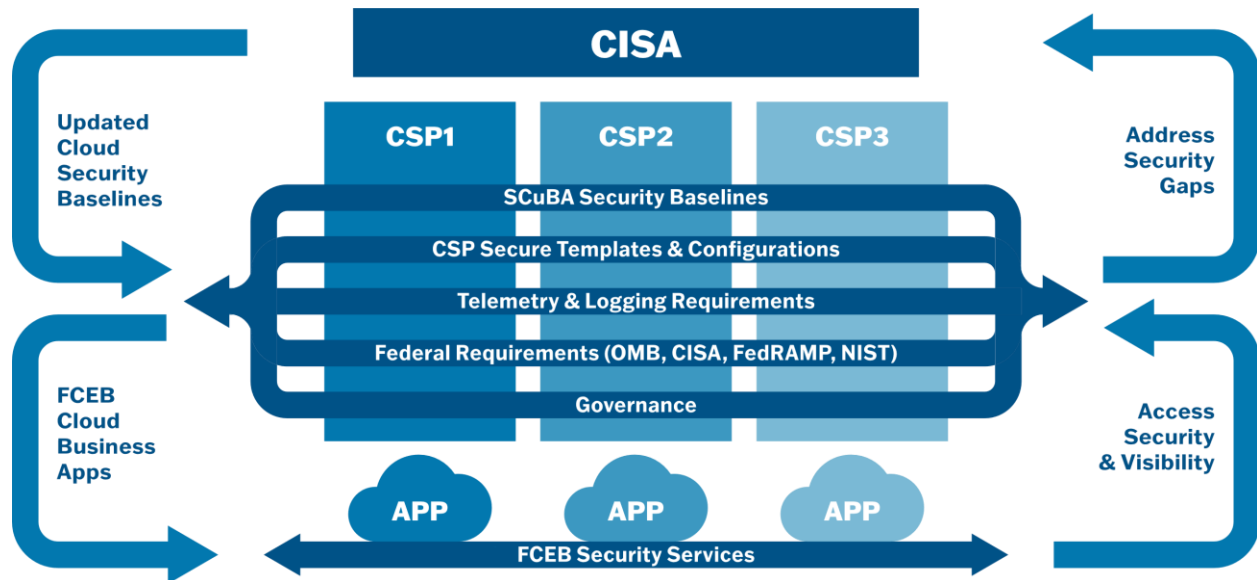 CISA
Updated
Cloud
Security
Baselines
CSP1
CSP2
CSP3
Address
Security
Gaps
SCuBA Security Baselines
CSP Secure Templates & Configurations
Telemetry & Logging Requirements
Federal Requirements (OMB, CISA, FedRAMP, NIST)
Governance
FCEB
Cloud
Business
Apps
Access
Security
& Visibility
APP
APP
APP
FCEB Security Services